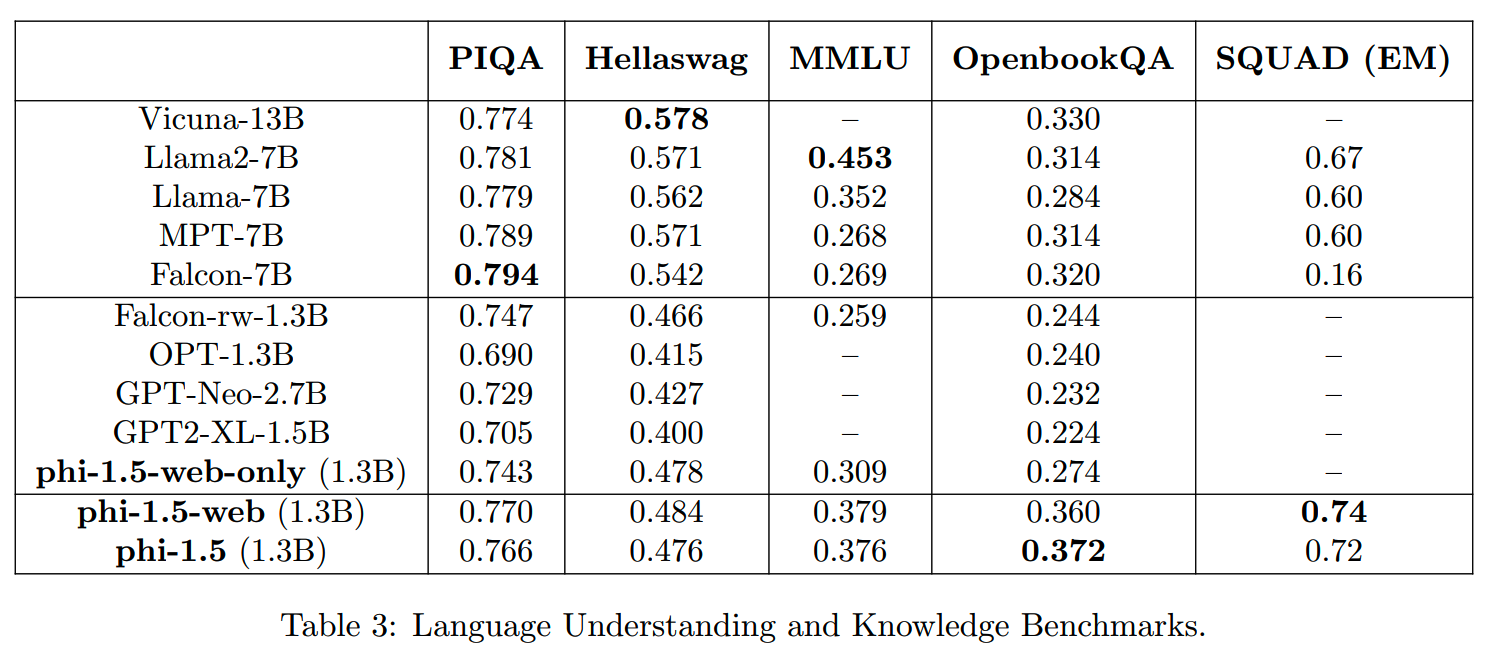 PIQA Hellaswag MMLU OpenbookQA SQUAD (EM)
Vicuna-13B 0.774 0.578 – 0.330 –
Llama2-7B 0.781 0.571 0.453 0.314 0.67
Llama-7B 0.779 0.562 0.352 0.284 0.60
MPT-7B 0.789 0.571 0.268 0.314 0.60
Falcon-7B 0.794 0.542 0.269 0.320 0.16
Falcon-rw-1.3B 0.747 0.466 0.259 0.244 –
OPT-1.3B 0.690 0.415 – 0.240 –
GPT-Neo-2.7B 0.729 0.427 – 0.232 –
GPT2-XL-1.5B 0.705 0.400 – 0.224 –
phi-1.5-web-only (1.3B) 0.743 0.478 0.309 0.274 –
phi-1.5-web (1.3B) 0.770 0.484 0.379 0.360 0.74
phi-1.5 (1.3B) 0.766 0.476 0.376 0.372 0.72
Table 3: Language Understanding and Knowledge Benchmarks.